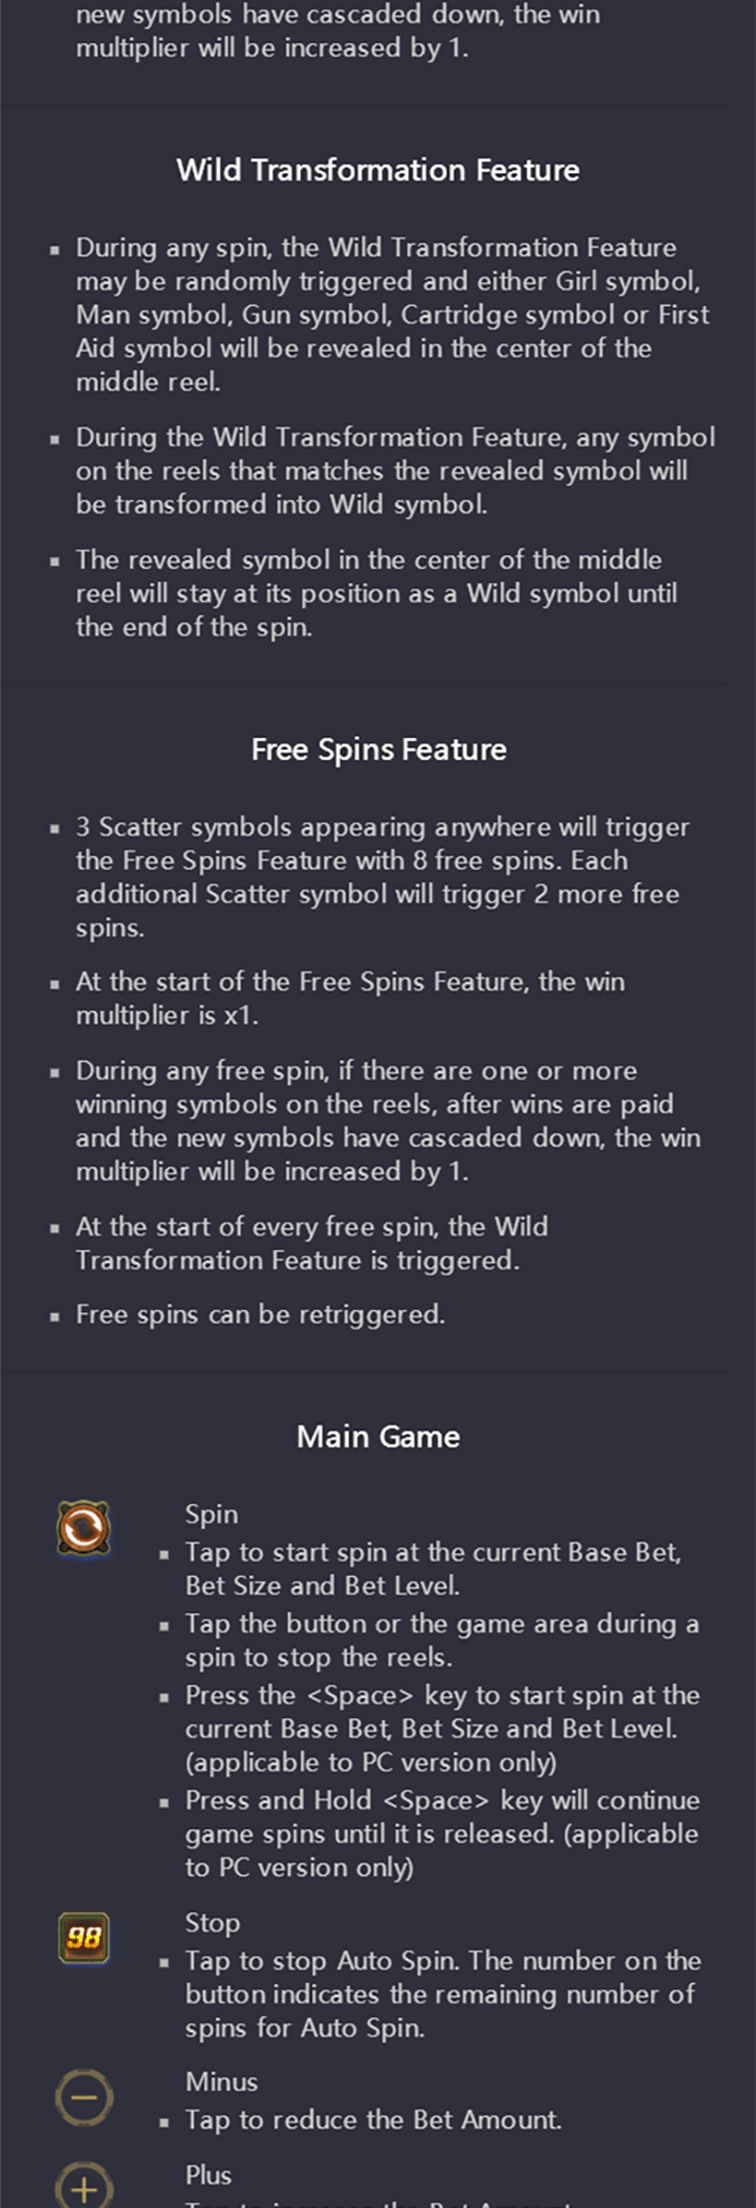 new symbols have cascaded down, the win
multiplier will be increased by 1.
Wild Transformation Feature
During any spin, the Wild Transformation Feature
may be randomly triggered and either Girl symbol,
Man symbol, Gun symbol, Cartridge symbol or First
Aid symbol will be revealed in the center of the
middle reel.
During the Wild Transformation Feature, any symbol
on the reels that matches the revealed symbol will
be transformed into Wild symbol.
The revealed symbol in the center of the middle
reel will stay at its position as a Wild symbol until
the end of the spin.
Free Spins Feature
3 Scatter symbols appearing anywhere will trigger
the Free Spins Feature with 8 free spins. Each
additional Scatter symbol will trigger 2 more free
spins.
At the start of the Free Spins Feature, the win
multiplier is x1.
During any free spin, if there are one or more
winning symbols on the reels, after wins are paid
and the new symbols have cascaded down, the win
multiplier will be increased by 1.
At the start of every free spin, the Wild
Transformation Feature is triggered.
Free spins can be retriggered.
Main Game
Spin
Tap to start spin at the current Base Bet,
Bet Size and Bet Level.
Tap the button or the game area during a
spin to stop the reels.
Press the <Space> key to start spin at the
current Base Bet, Bet Size and Bet Level.
(applicable to PC version only)
Press and Hold <Space> key will continue
game spins until it is released. (applicable
to PC version only)
98
Stop
Tap to stop Auto Spin. The number on the
button indicates the remaining number of
spins for Auto Spin.
Minus
Tap to reduce the Bet Amount.
Plus